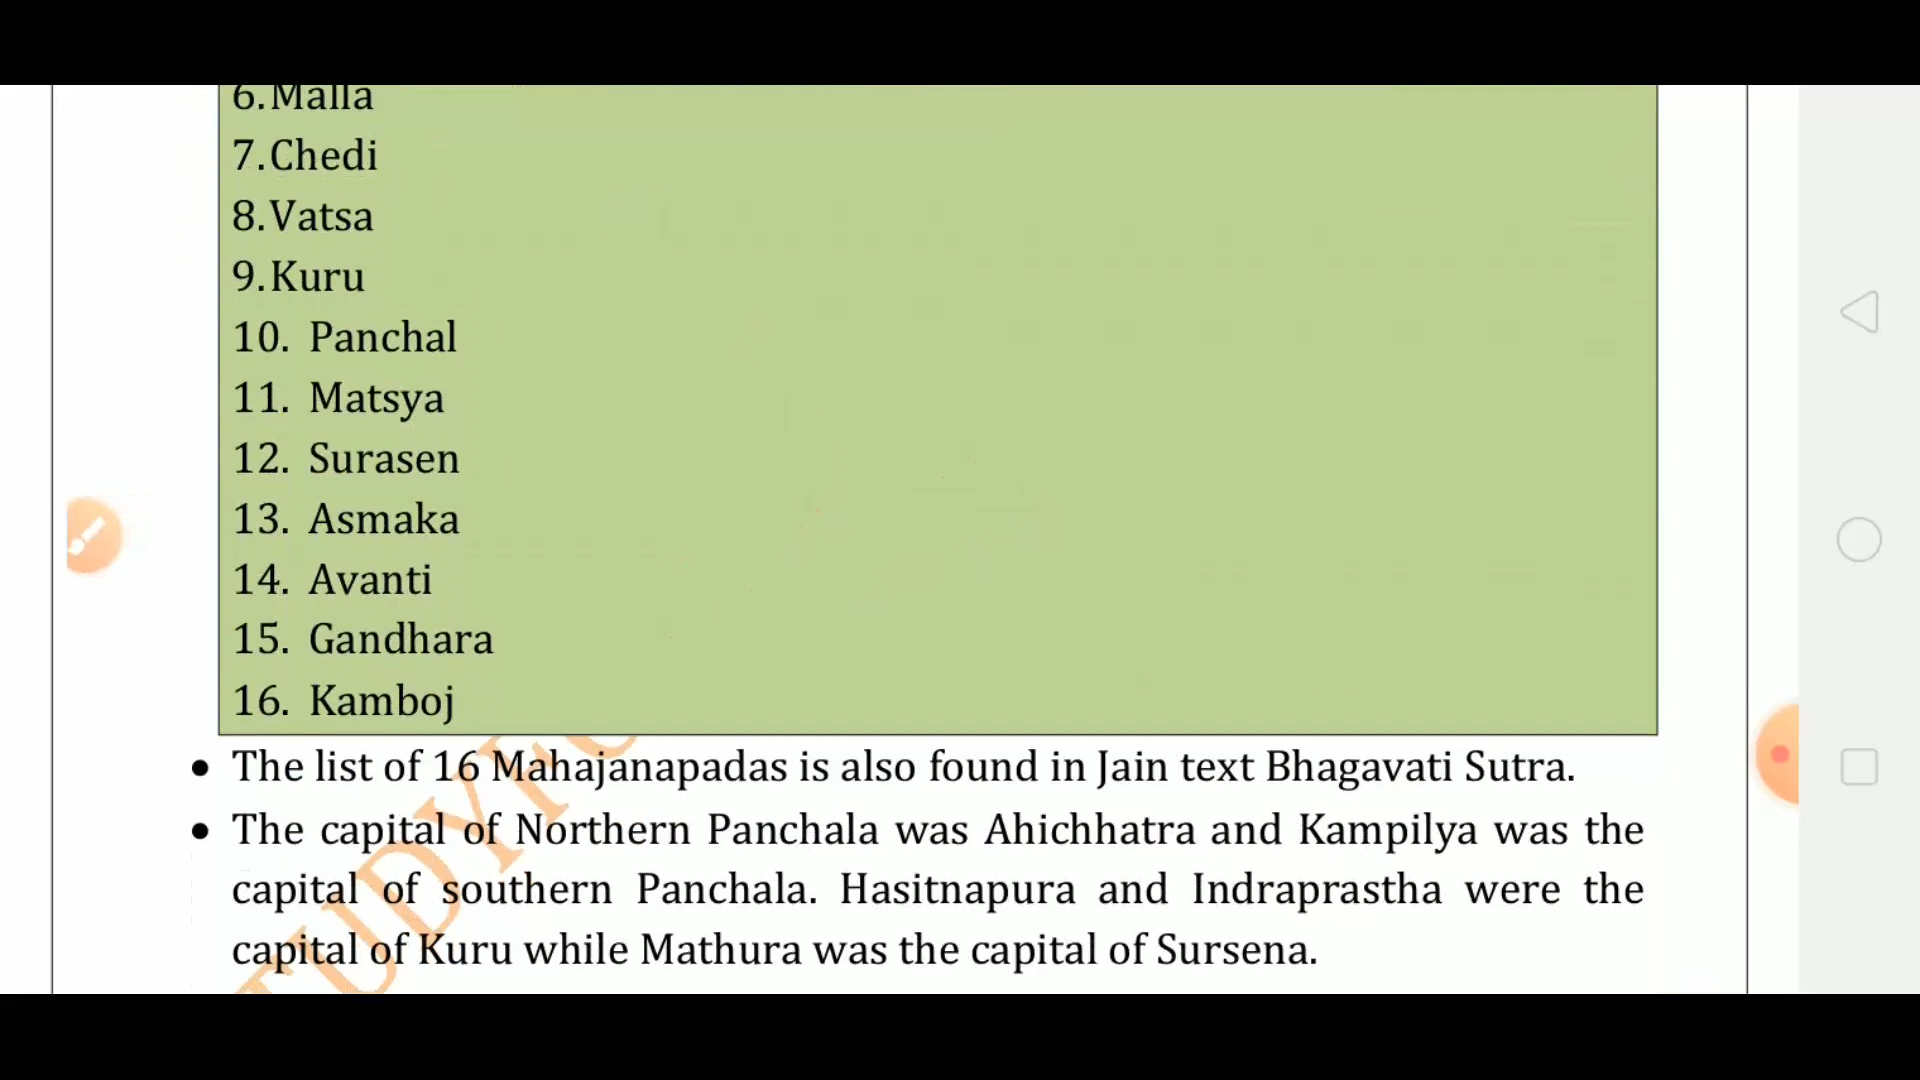 6. Malla
7. Chedi
8. Vatsa
9. Kuru
10. Panchal
11. Matsya
12. Surasen
13. Asmaka
14. Avanti
15. Gandhara
16. Kamboj
• The list of 16 Mahajanapadas is also found in Jain text Bhagavati Sutra.
• The capital of Northern Panchala was Ahichhatra and Kampilya was the
capital of southern Panchala. Hasitnapura and Indraprastha were the
capital of Kuru while Mathura was the capital of Sursena.